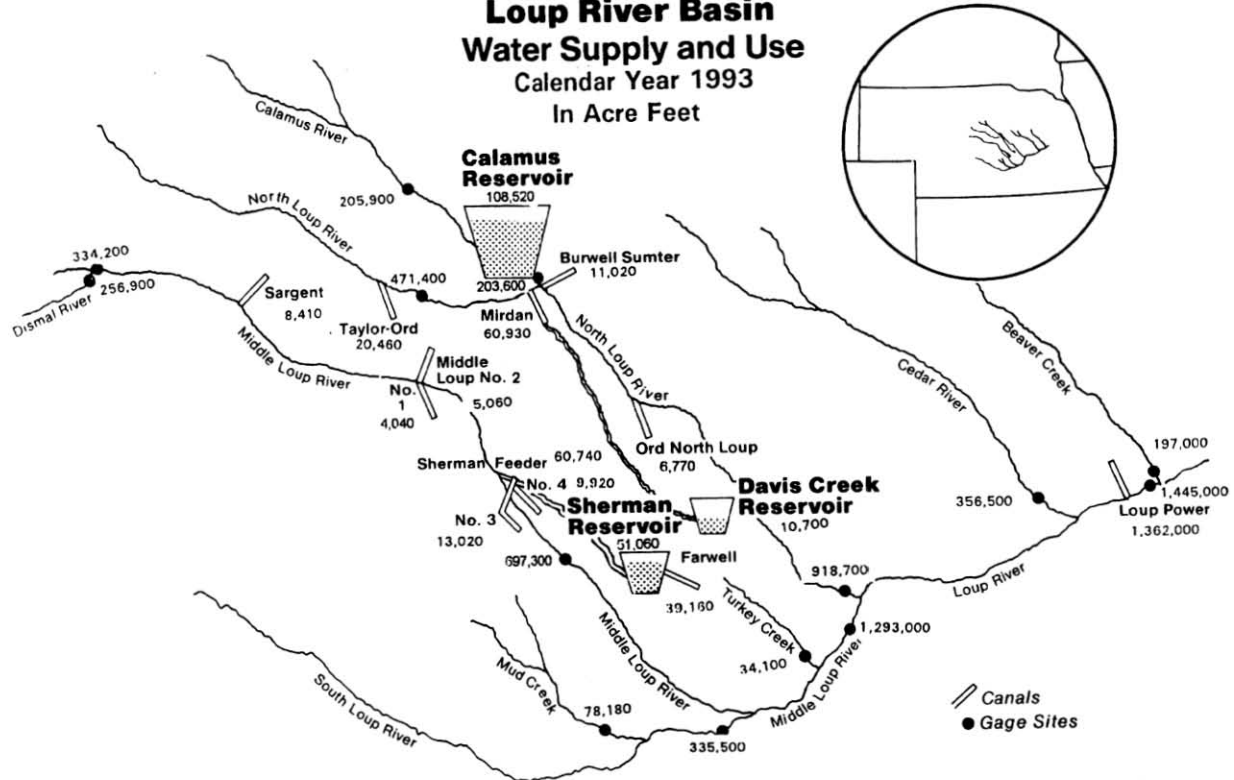 Loup River Basin
Water Supply and Use
Calendar Year 1993
In Acre Feet
Calamus River
Calamus
Reservoir
108,520
205,900
North Loup River
334,200
256,900
Dismal River
Sargent
8,410
471,400
203,600
Burwell Sumter
11,020
Taylor-Ord
20,460
Mirdan
60,930
North Loup River
Middle Loup River
Middle
Loup No. 2
5,060
No.
1
4,040
Cedar River
Beaver Creek
Ord North Loup
6,770
Sherman Feeder
60,740
No. 4 9,920
No. 3
13,020
Sherman
Reservoir
51,060
Davis Creek
Reservoir
10,700
197,000
356,500
1,445,000
Loup Power
1,362,000
697,300
Farwell
39,160
Turkey Creek
918,700
Loup River
1,293,000
34,100
Middle Loup River
Middle Loup River
Mud Creek
78,180
335,500
South Loup River
Canals
Gage Sites